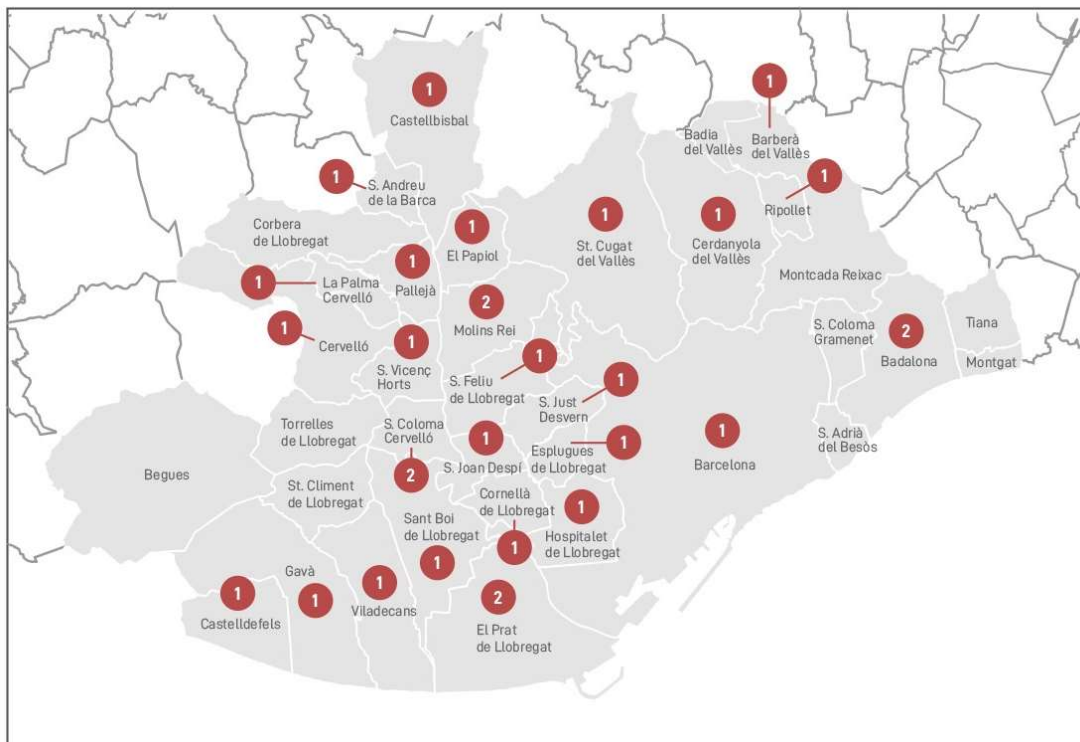 1
Castellbisbal
1
Badia
del Vallès
Barberà
del Vallès
1
S. Andreu
de la Barca
1
Ripollet
Corbera
de Llobregat
1
El Papiol
1
St. Cugat
del Vallès
1
Cerdanyola
del Vallès
1
La Palma
Cervelló
1
Pallejà
Montcada Reixac
2
Molins Rei
1
Cervelló
1
S. Vicenç
Horts
1
S. Feliu
de Llobregat
S. Coloma
Gramenet
2
Badalona
Tiana
Montgat
1
S. Just
Desvern
Torrelles
de Llobregat
S. Coloma
Cervelló
2
1
S. Joan Despí
1
Esplugues
de Llobregat
1
Barcelona
S. Adrià
del Besòs
Begues
St. Climent
de Llobregat
Cornellà
de Llobregat
1
1
Hospitalet
de Llobregat
Sant Boi
de Llobregat
1
1
Castelldefels
Gavà
1
1
Viladecans
2
El Prat
de Llobregat